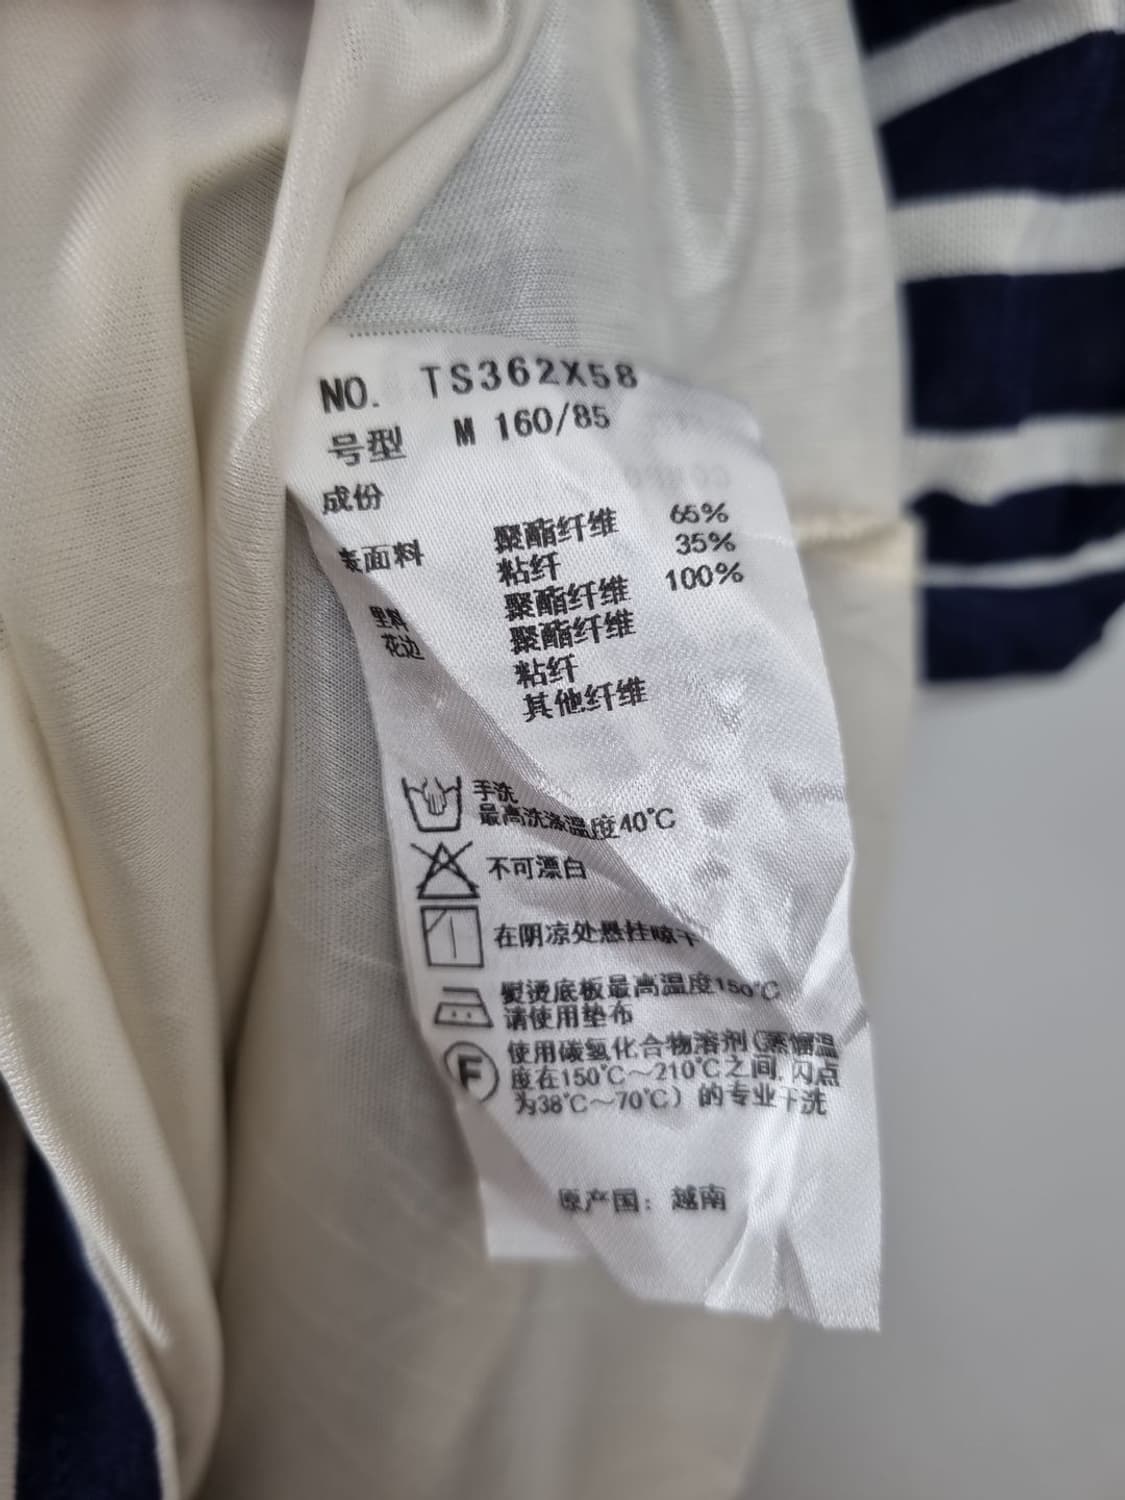 NO. TS362X58
号型 M 160/85
成份
表面料 聚酯纤维 65%
粘纤 35%
里料 聚酯纤维 100%
花边 聚酯纤维
粘纤
其他纤维
手洗
最高洗涤温度40℃
不可漂白
在阴凉处悬挂晾干
熨烫底板最高温度150℃
请使用垫布
F
使用碳氢化合物溶剂(蒸馏温
度在150℃～210℃之间,闪点
为38℃～70℃）的专业干洗
原产国：越南